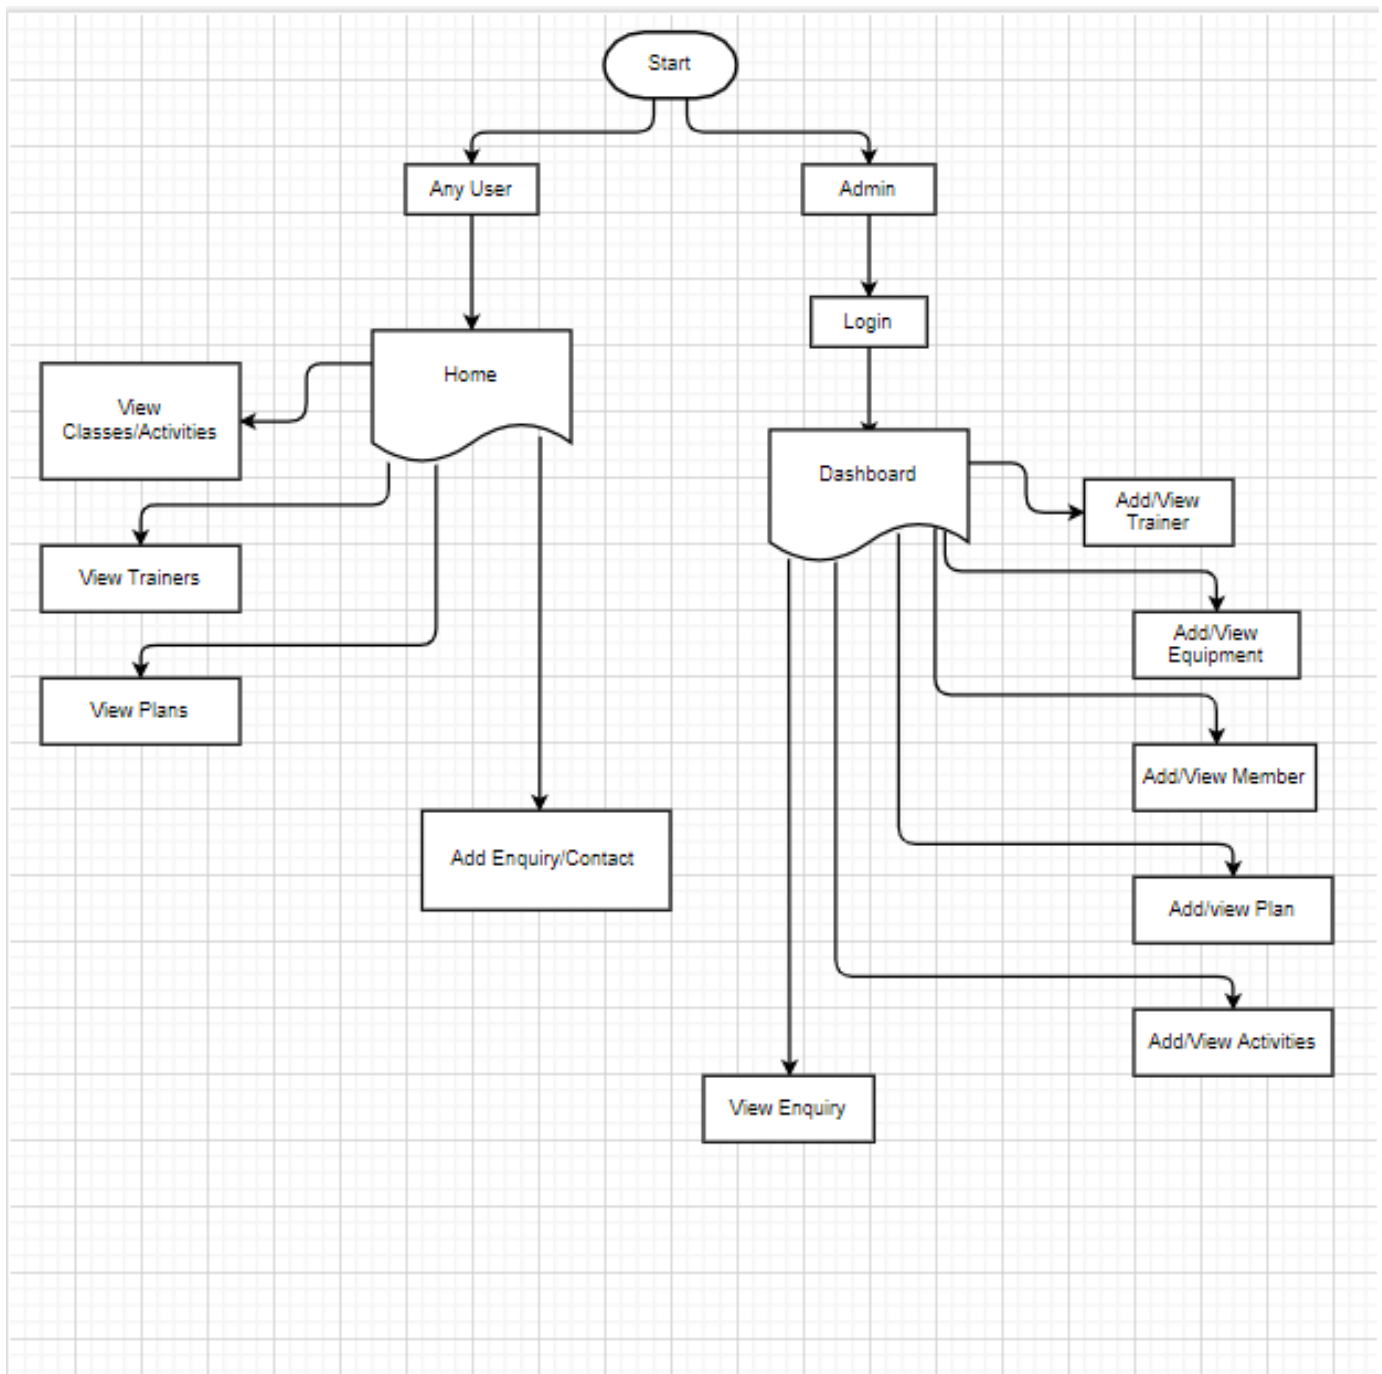 Start
Any User
Admin
Login
Home
View
Classes/Activities
Dashboard
Add/View
Trainer
View Trainers
Add/View
Equipment
View Plans
Add/View Member
Add Enquiry/Contact
Add/view Plan
Add/View Activities
View Enquiry